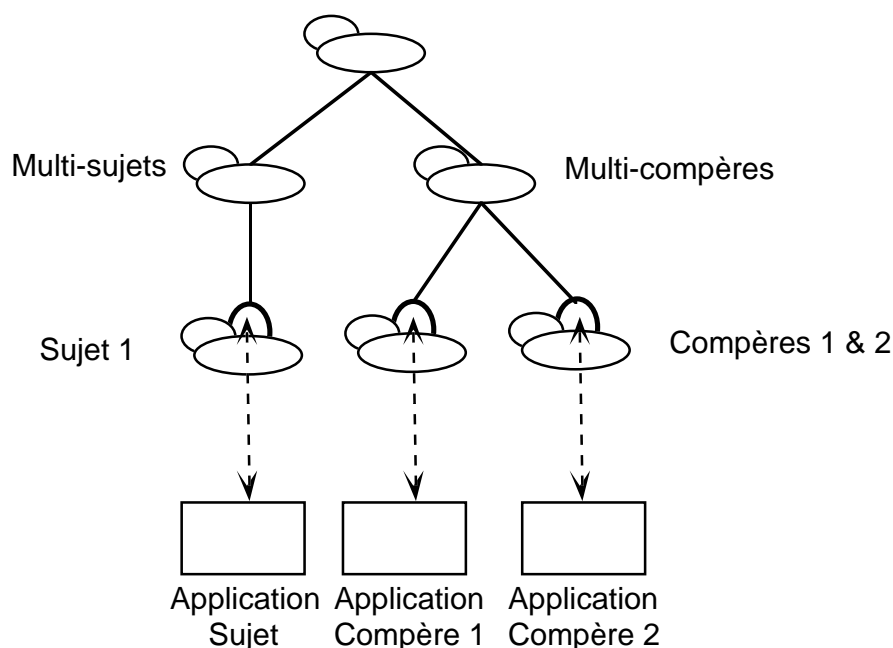 Multi-sujets
Multi-compères
Sujet 1
Compères 1 & 2
Application
Sujet
Application
Compère 1
Application
Compère 2